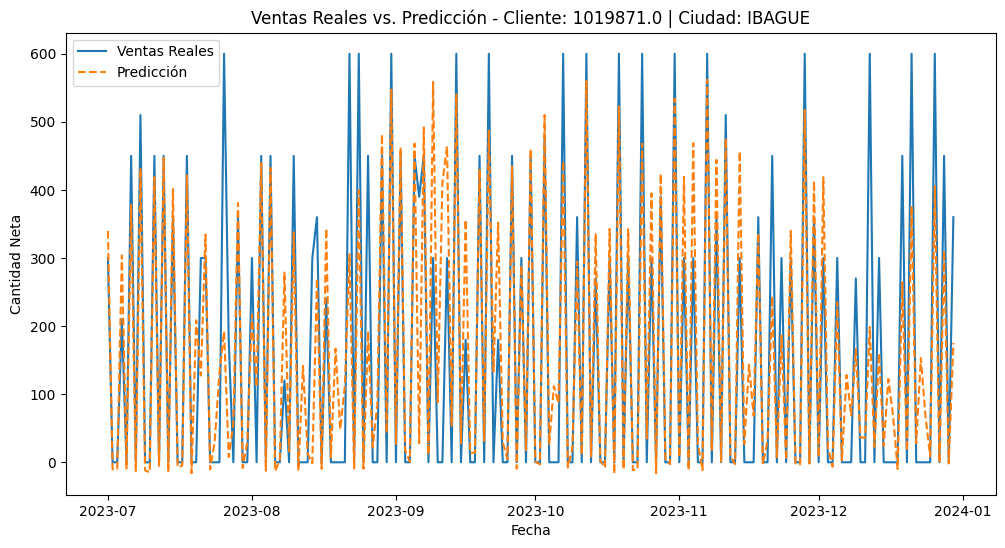 Ventas Reales vs. Predicción - Cliente: 1019871.0 | Ciudad: IBAGUE
Ventas Reales
Predicción
Cantidad Neta
600
500
400
300
200
100
0
2023-07
2023-08
2023-09
2023-10
2023-11
2023-12
2024-01
Fecha